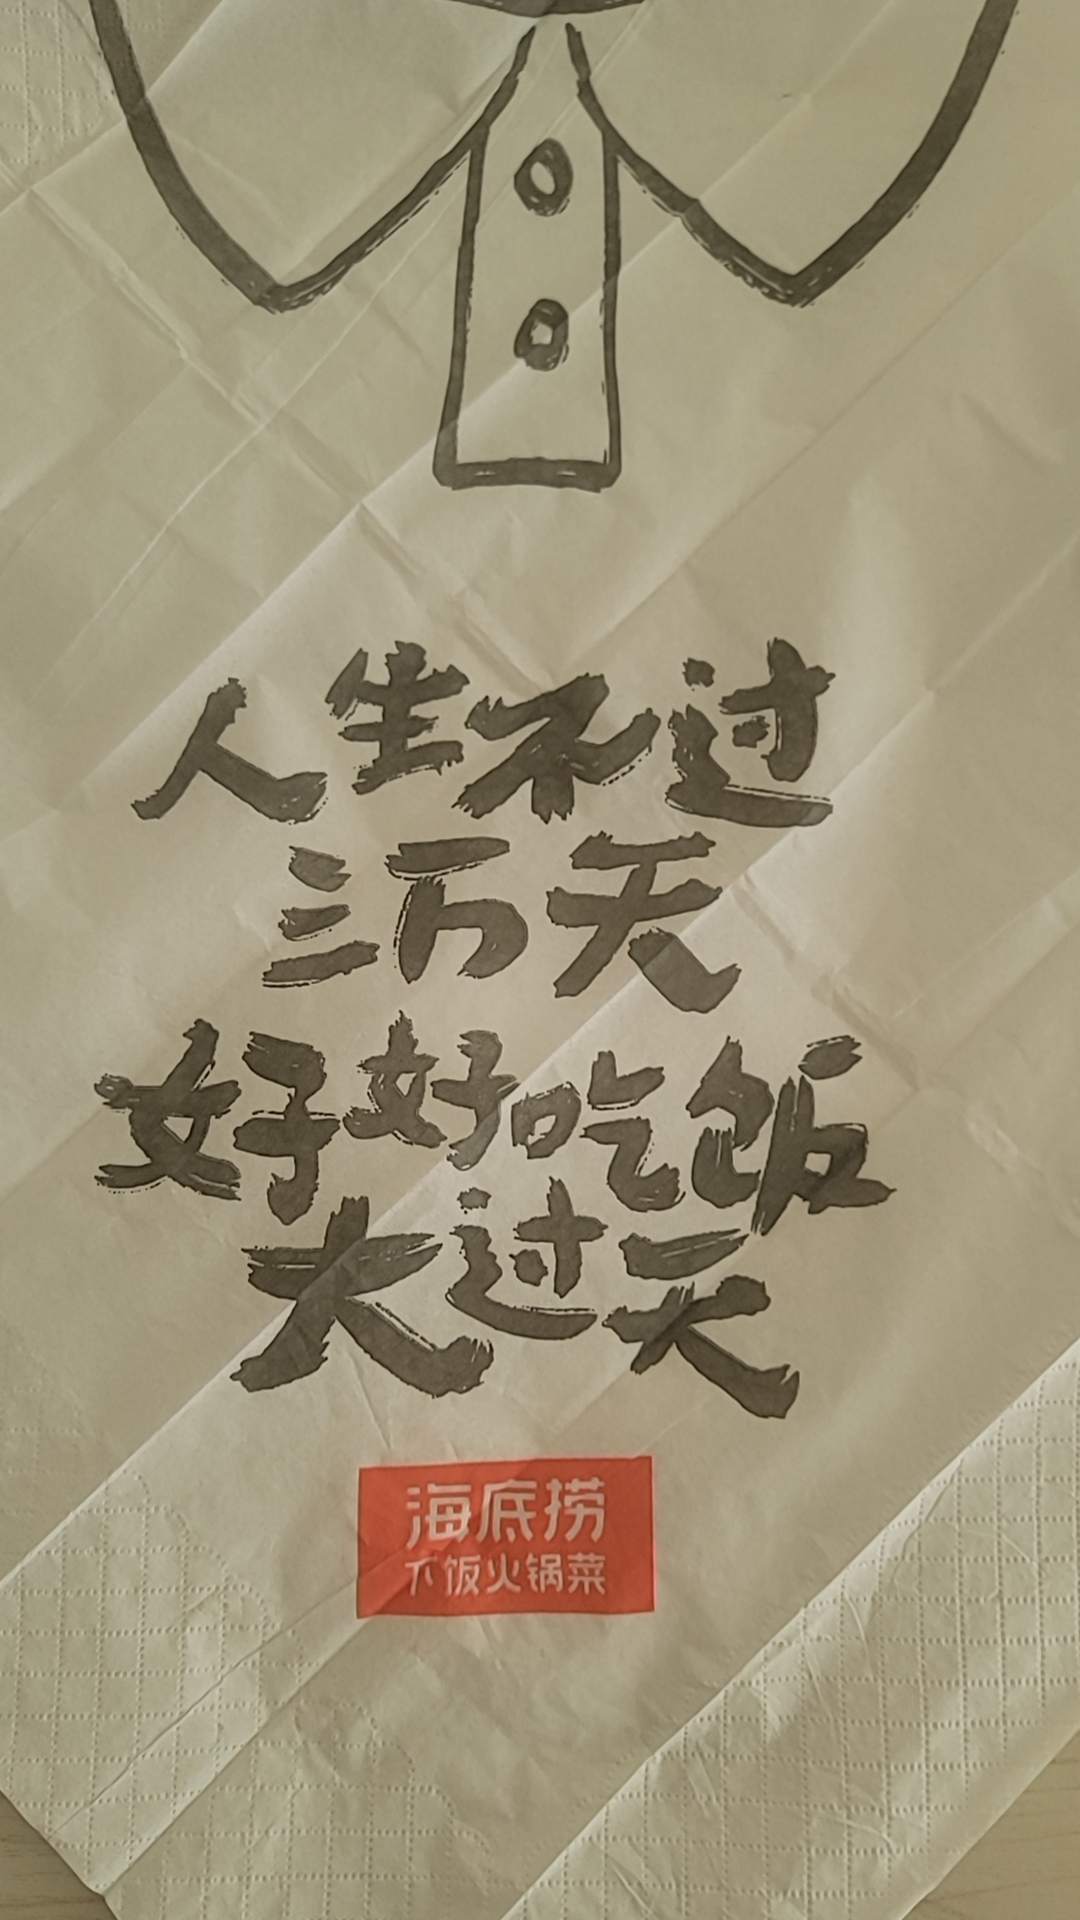 人生不过
三万天
好好吃饭
大过天
海底捞
下饭火锅菜